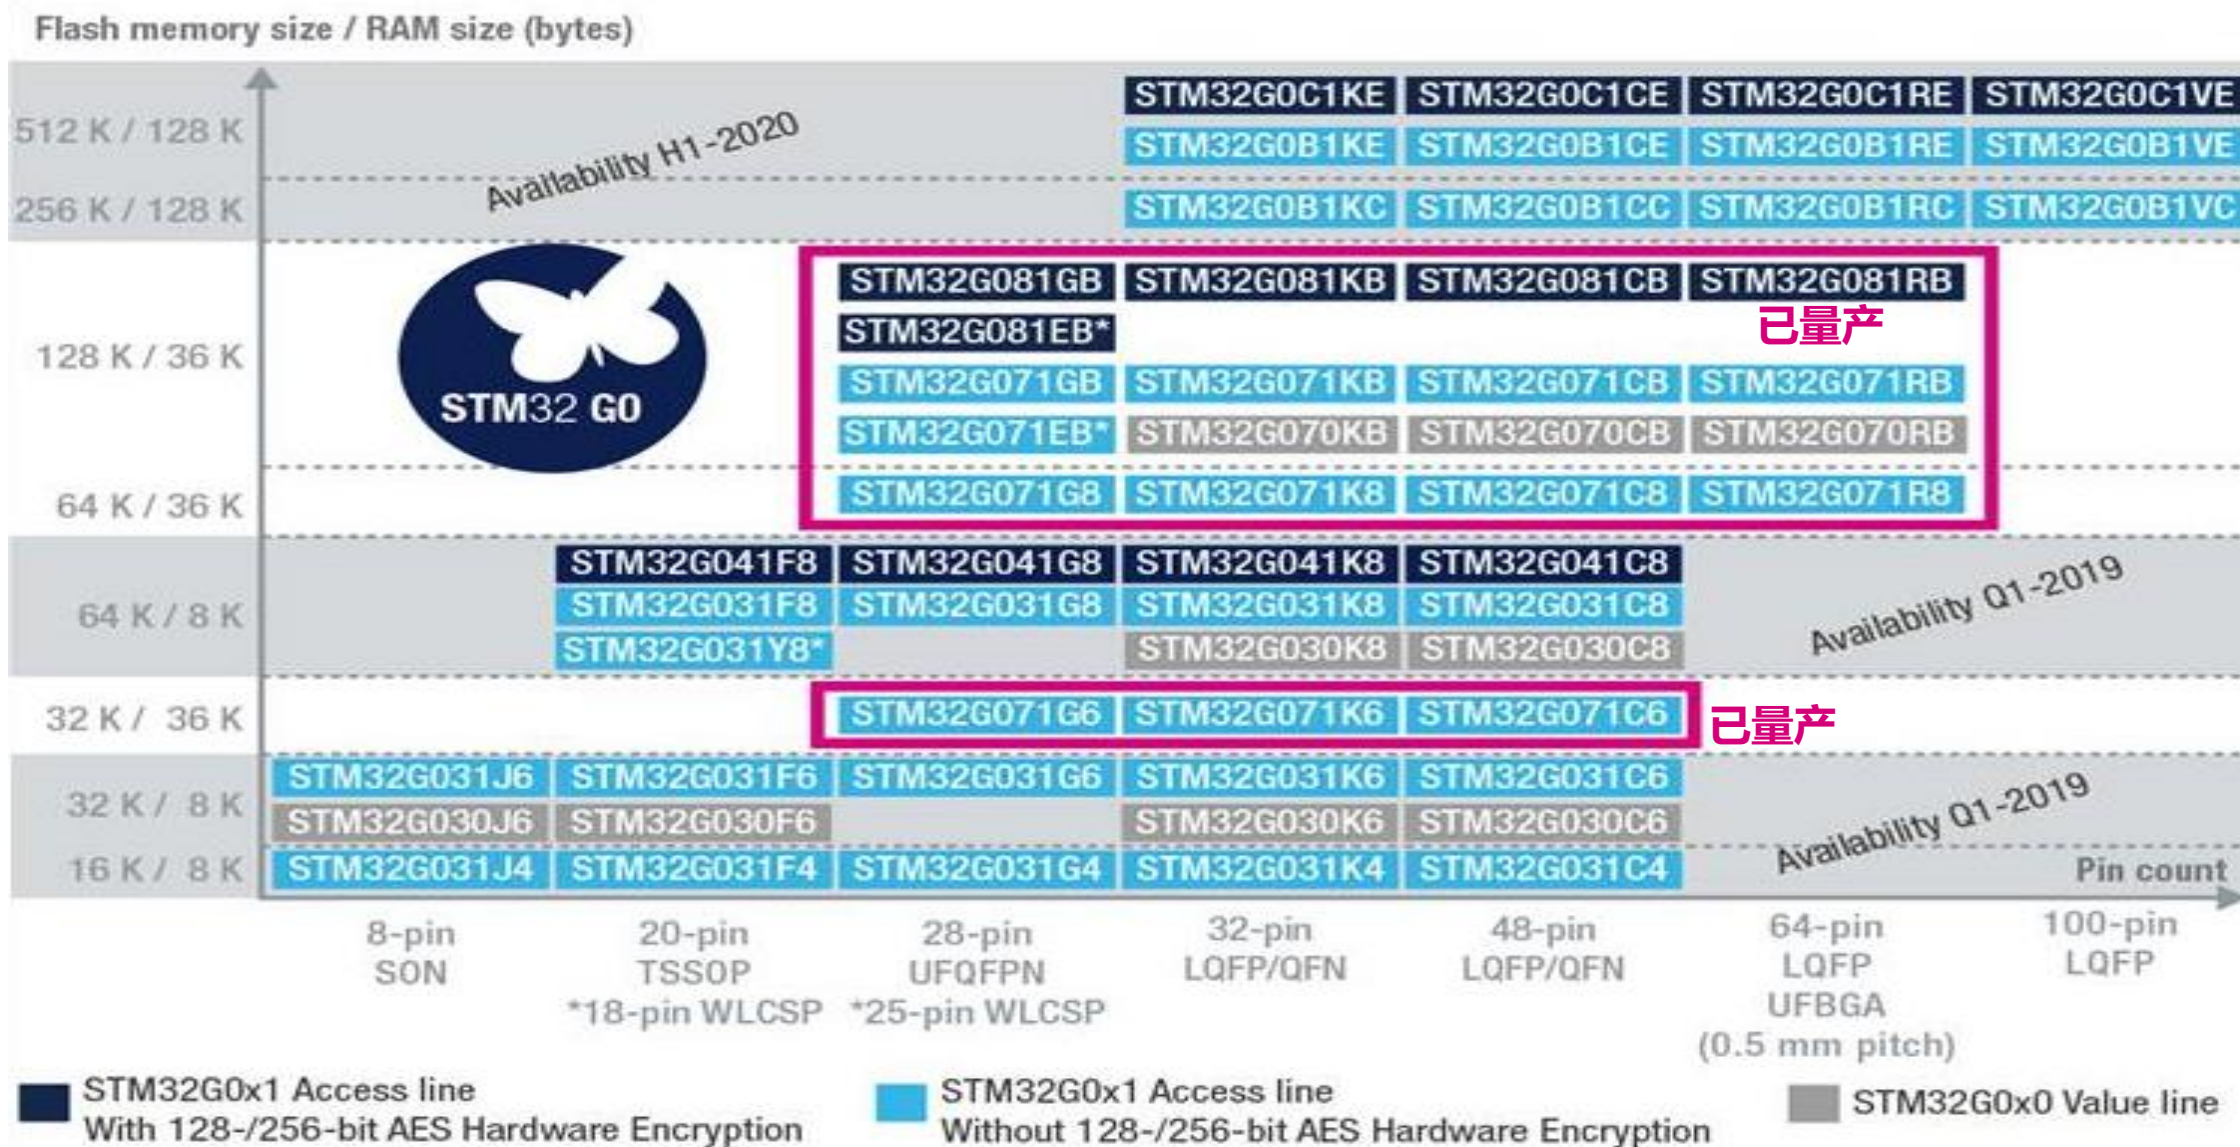 Flash memory size / RAM size (bytes)
512 K / 128 K
Availability H1-2020
STM32G0C1KE STM32G0C1CE STM32G0C1RE STM32G0C1VE
STM32G0B1KE STM32G0B1CE STM32G0B1RE STM32G0B1VE
256 K / 128 K
STM32G0B1KC STM32G0B1CC STM32G0B1RC STM32G0B1VC
STM32 G0
128 K / 36 K
STM32G081GB STM32G081KB STM32G081CB STM32G081RB
已量产
STM32G081EB*
STM32G071GB STM32G071KB STM32G071CB STM32G071RB
STM32G071EB* STM32G070KB STM32G070CB STM32G070RB
64 K / 36 K
STM32G071G8 STM32G071K8 STM32G071C8 STM32G071R8
64 K / 8 K
STM32G041F8 STM32G041G8 STM32G041K8 STM32G041C8
STM32G031F8 STM32G031G8 STM32G031K8 STM32G031C8
STM32G031Y8* STM32G030K8 STM32G030C8
Availability Q1-2019
32 K / 36 K
STM32G071G6 STM32G071K6 STM32G071C6
已量产
32 K / 8 K
STM32G031J6 STM32G031F6 STM32G031G6 STM32G031K6 STM32G031C6
STM32G030J6 STM32G030F6 STM32G030K6 STM32G030C6
Availability Q1-2019
16 K / 8 K
STM32G031J4 STM32G031F4 STM32G031G4 STM32G031K4 STM32G031C4
Pin count
8-pin
SON
20-pin
TSSOP
*18-pin WLCSP
28-pin
UFQFPN
*25-pin WLCSP
32-pin
LQFP/QFN
48-pin
LQFP/QFN
64-pin
LQFP
UFBGA
(0.5 mm pitch)
100-pin
LQFP
STM32G0x1 Access line
With 128-/256-bit AES Hardware Encryption
STM32G0x1 Access line
Without 128-/256-bit AES Hardware Encryption
STM32G0x0 Value line